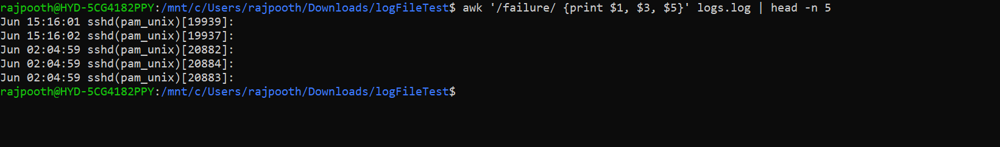 rajpooth@HYD-5CG4182PPY:/mnt/c/Users/rajpooth/Downloads/logFileTest$ awk '/failure/ {print $1, $3, $5}' logs.log | head -n 5
Jun 15:16:01 sshd(pam_unix)[19939]:
Jun 15:16:02 sshd(pam_unix)[19937]:
Jun 02:04:59 sshd(pam_unix)[20882]:
Jun 02:04:59 sshd(pam_unix)[20884]:
Jun 02:04:59 sshd(pam_unix)[20883]:
rajpooth@HYD-5CG4182PPY:/mnt/c/Users/rajpooth/Downloads/logFileTest$